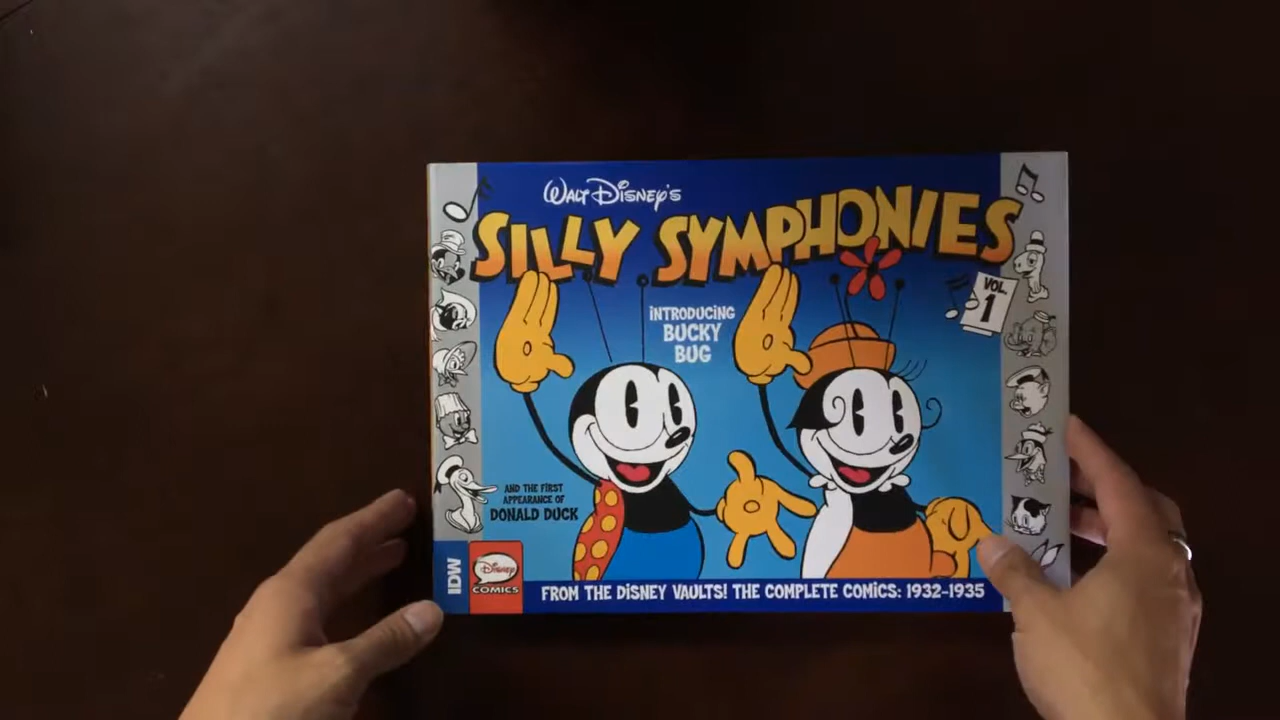 WALT DISNEY'S
SILLY SYMPHONIES
VOL.
1
INTRODUCING
BUCKY
BUG
AND THE FIRST
APPEARANCE OF
DONALD DUCK
IDW
Disney
COMICS
FROM THE DISNEY VAULTS! THE COMPLETE COMICS: 1932-1935